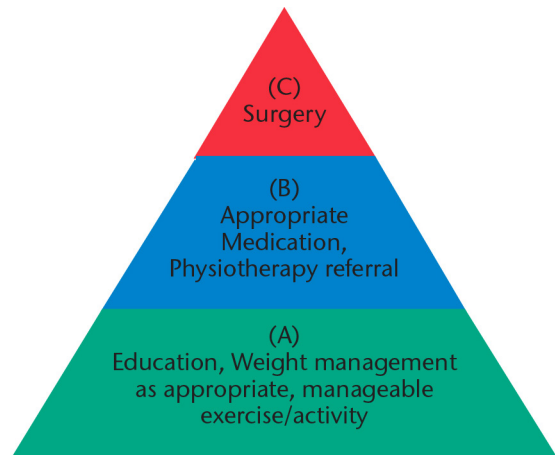 (C)
Surgery
(B)
Appropriate
Medication,
Physiotherapy referral
(A)
Education, Weight management
as appropriate, manageable
exercise/activity